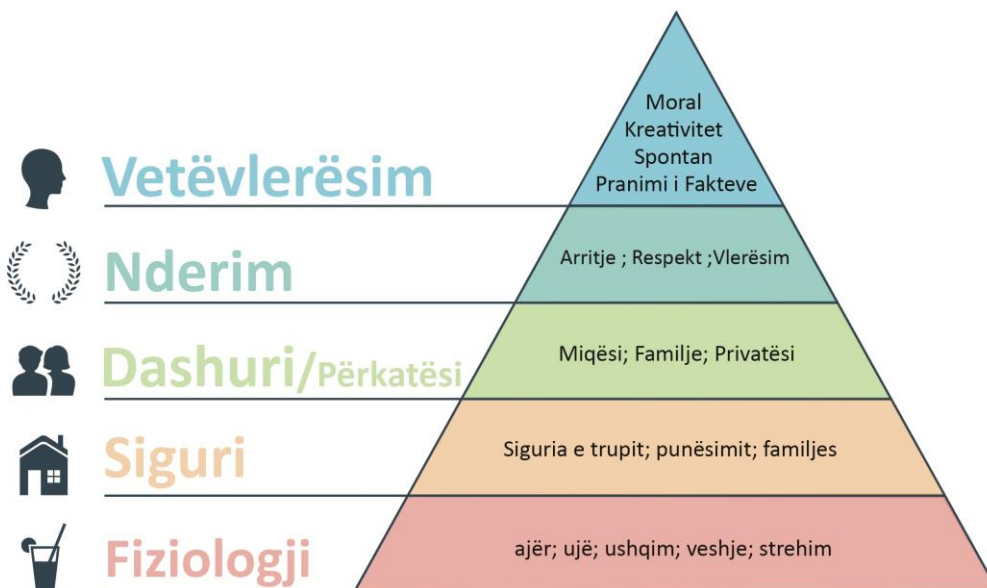 Moral
Kreativitet
Spontan
Pranimi i Fakteve
Vetëvlerësim
Arritje ; Respekt ;Vlerësim
Nderim
Miqësi; Familje; Privatësi
Dashuri/Përkatësi
Siguria e trupit; punësimit; familjes
Siguri
ajër; ujë; ushqim; veshje; strehim
Fiziologji